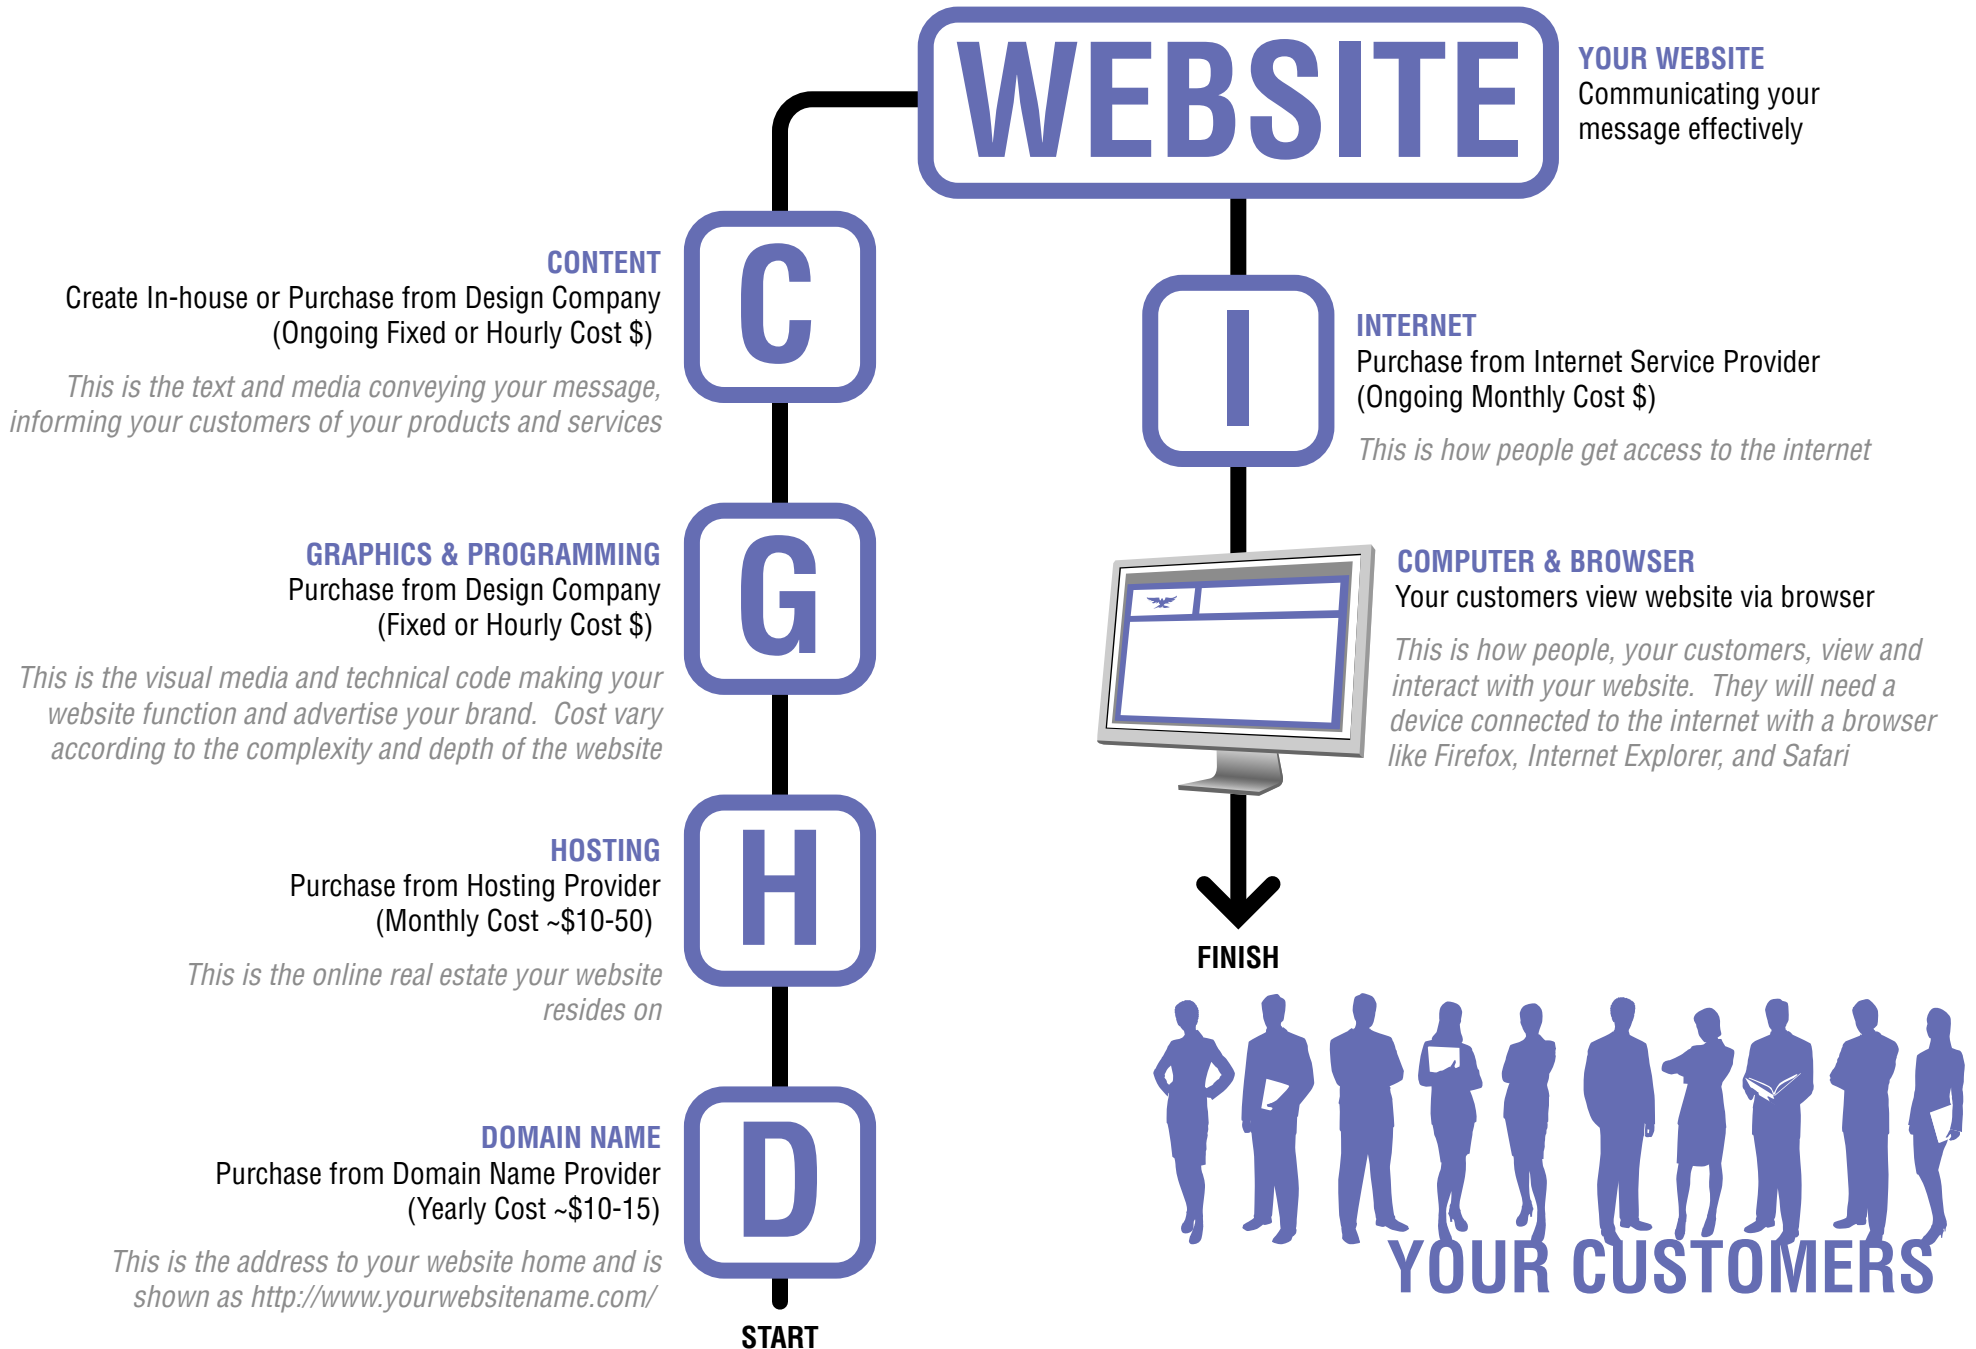 WEBSITE
YOUR WEBSITE
Communicating your
message effectively
C
CONTENT
Create In-house or Purchase from Design Company
(Ongoing Fixed or Hourly Cost $)
This is the text and media conveying your message,
informing your customers of your products and services
G
GRAPHICS & PROGRAMMING
Purchase from Design Company
(Fixed or Hourly Cost $)
This is the visual media and technical code making your
website function and advertise your brand.  Cost vary
according to the complexity and depth of the website
H
HOSTING
Purchase from Hosting Provider
(Monthly Cost ~$10-50)
This is the online real estate your website
resides on
D
DOMAIN NAME
Purchase from Domain Name Provider
(Yearly Cost ~$10-15)
This is the address to your website home and is
shown as http://www.yourwebsitename.com/
START
I
INTERNET
Purchase from Internet Service Provider
(Ongoing Monthly Cost $)
This is how people get access to the internet
COMPUTER & BROWSER
Your customers view website via browser
This is how people, your customers, view and
interact with your website.  They will need a
device connected to the internet with a browser
like Firefox, Internet Explorer, and Safari
FINISH
YOUR CUSTOMERS